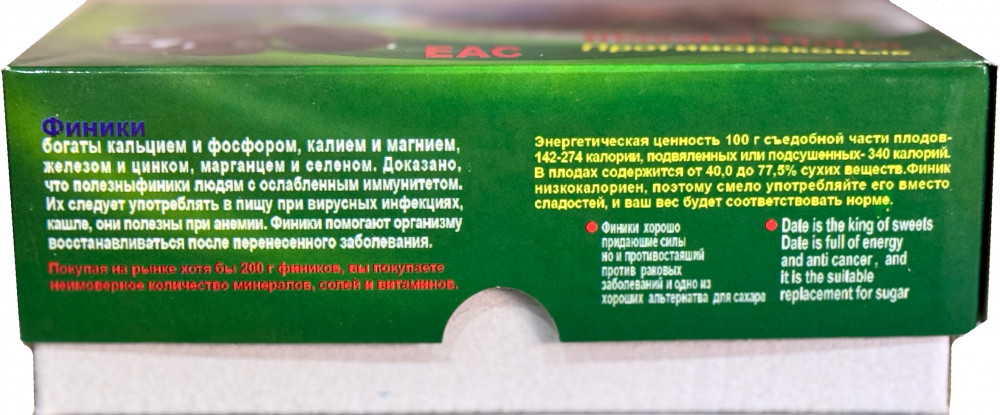 EAC
Противораковые
Финики
богаты кальцием и фосфором, калием и магнием,
железом и цинком, марганцем и селеном. Доказано,
что полезныфиники людям с ослабленным иммунитетом.
Их следует употреблять в пищу при вирусных инфекциях,
кашле, они полезны при анемии. Финики помогают организму
восстанавливаться после перенесенного заболевания.
Покупая на рынке хотя бы 200 г фиников, вы покупаете
неимоверное количество минералов, солей и витаминов.
Энергетическая ценность 100 г съедобной части плодов-
142-274 калории, подвяленных или подсушенных- 340 калорий.
В плодах содержится от 40,0 до 77,5% сухих веществ.Финик
низкокалориен, поэтому смело употребляйте его вместо
сладостей, и ваш вес будет соответствовать норме.
Финики хорошо
придающие силы
но и противостаящий
против раковых
заболеваний и одно из
хороших альтернатва для сахара
Date is the king of sweets
Date is full of energy
and anti cancer , and
it is the suilable
replacement for sugar